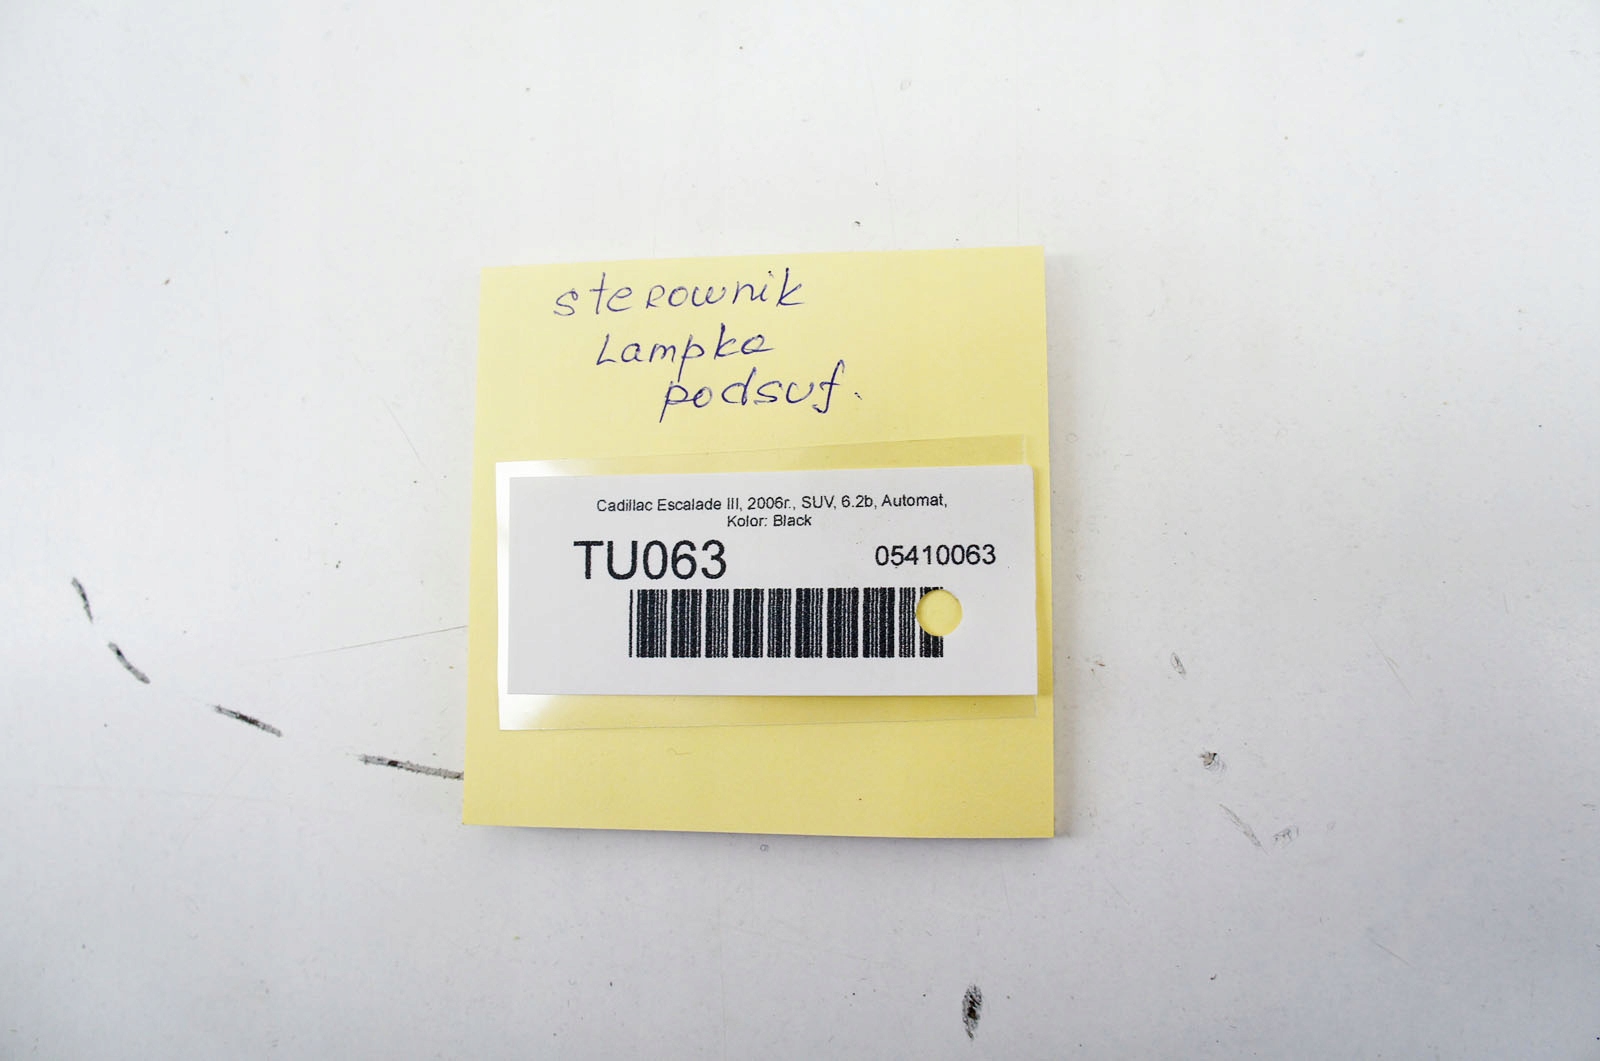 sterownik
Lampka
podsuf.
Cadillac Escalade III, 2006r., SUV, 6.2b, Automat,
Kolor: Black
TU063 05410063